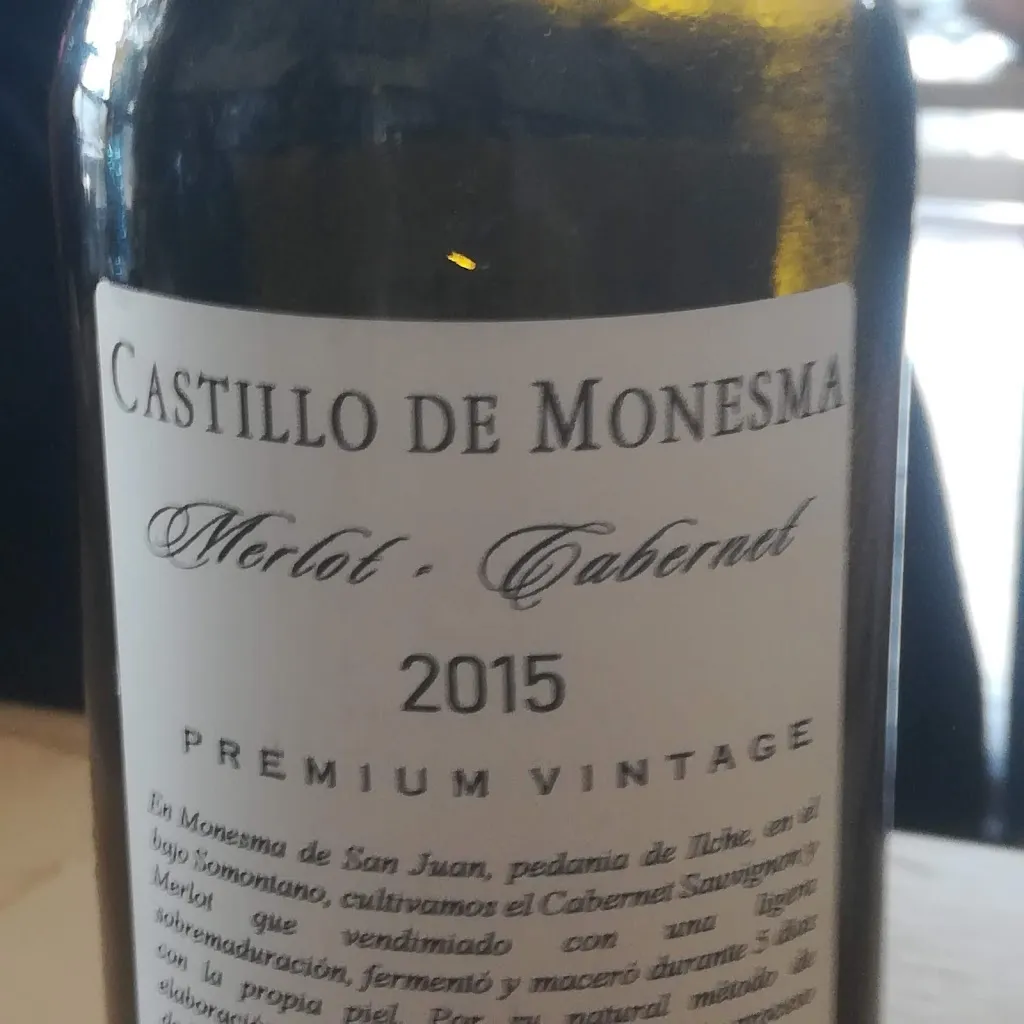 CASTILLO DE MONESMA
Merlot - Cabernet
2015
PREMIUM VINTAGE
En Monesma de San Juan, pedania de Ilche, en el
bajo Somontano, cultivamos el Cabernet Sauvignon y
Merlot que vendimiado con una ligera
sobremaduración, fermentó y maceró durante 5 días
con la propia piel. Por su natural método de